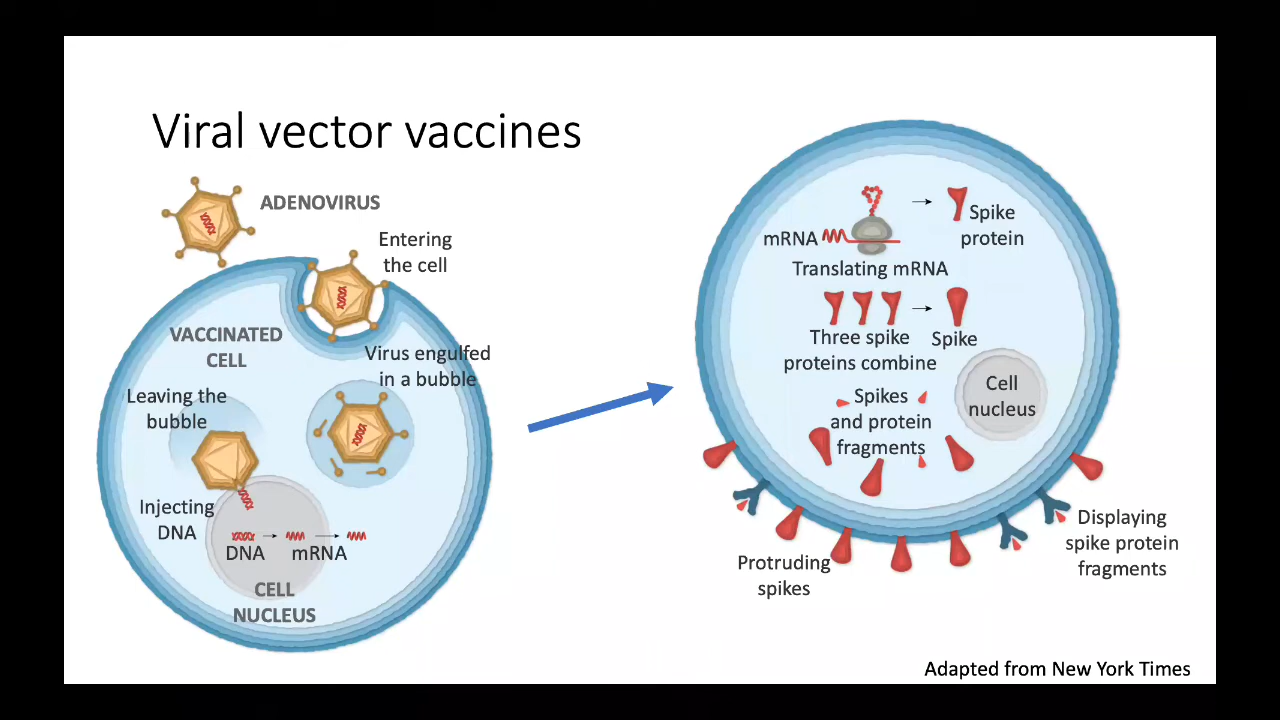 Viral vector vaccines
ADENOVIRUS
Entering
the cell
VACCINATED
CELL
Virus engulfed
in a bubble
Leaving the
bubble
Injecting
DNA
DNA
mRNA
CELL
NUCLEUS
mRNA
Spike
protein
Translating mRNA
Three spike
proteins combine
Spike
Cell
nucleus
Spikes
and protein
fragments
Protruding
spikes
Displaying
spike protein
fragments
Adapted from New York Times